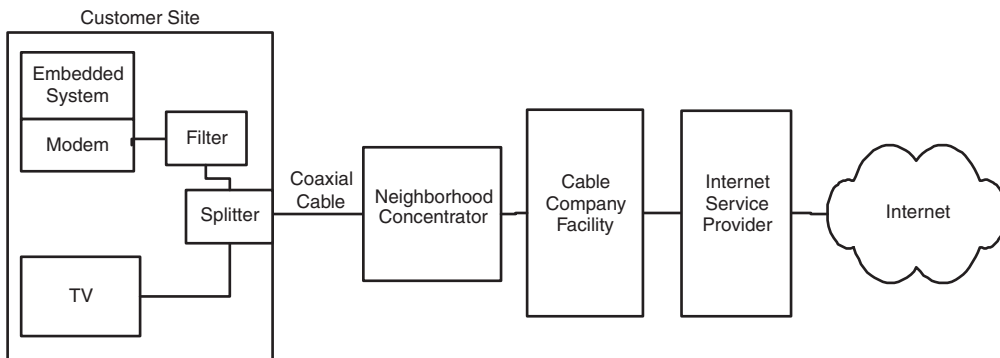 Customer Site
Embedded
System
Modem
Filter
Splitter
TV
Coaxial
Cable
Neighborhood
Concentrator
Cable
Company
Facility
Internet
Service
Provider
Internet